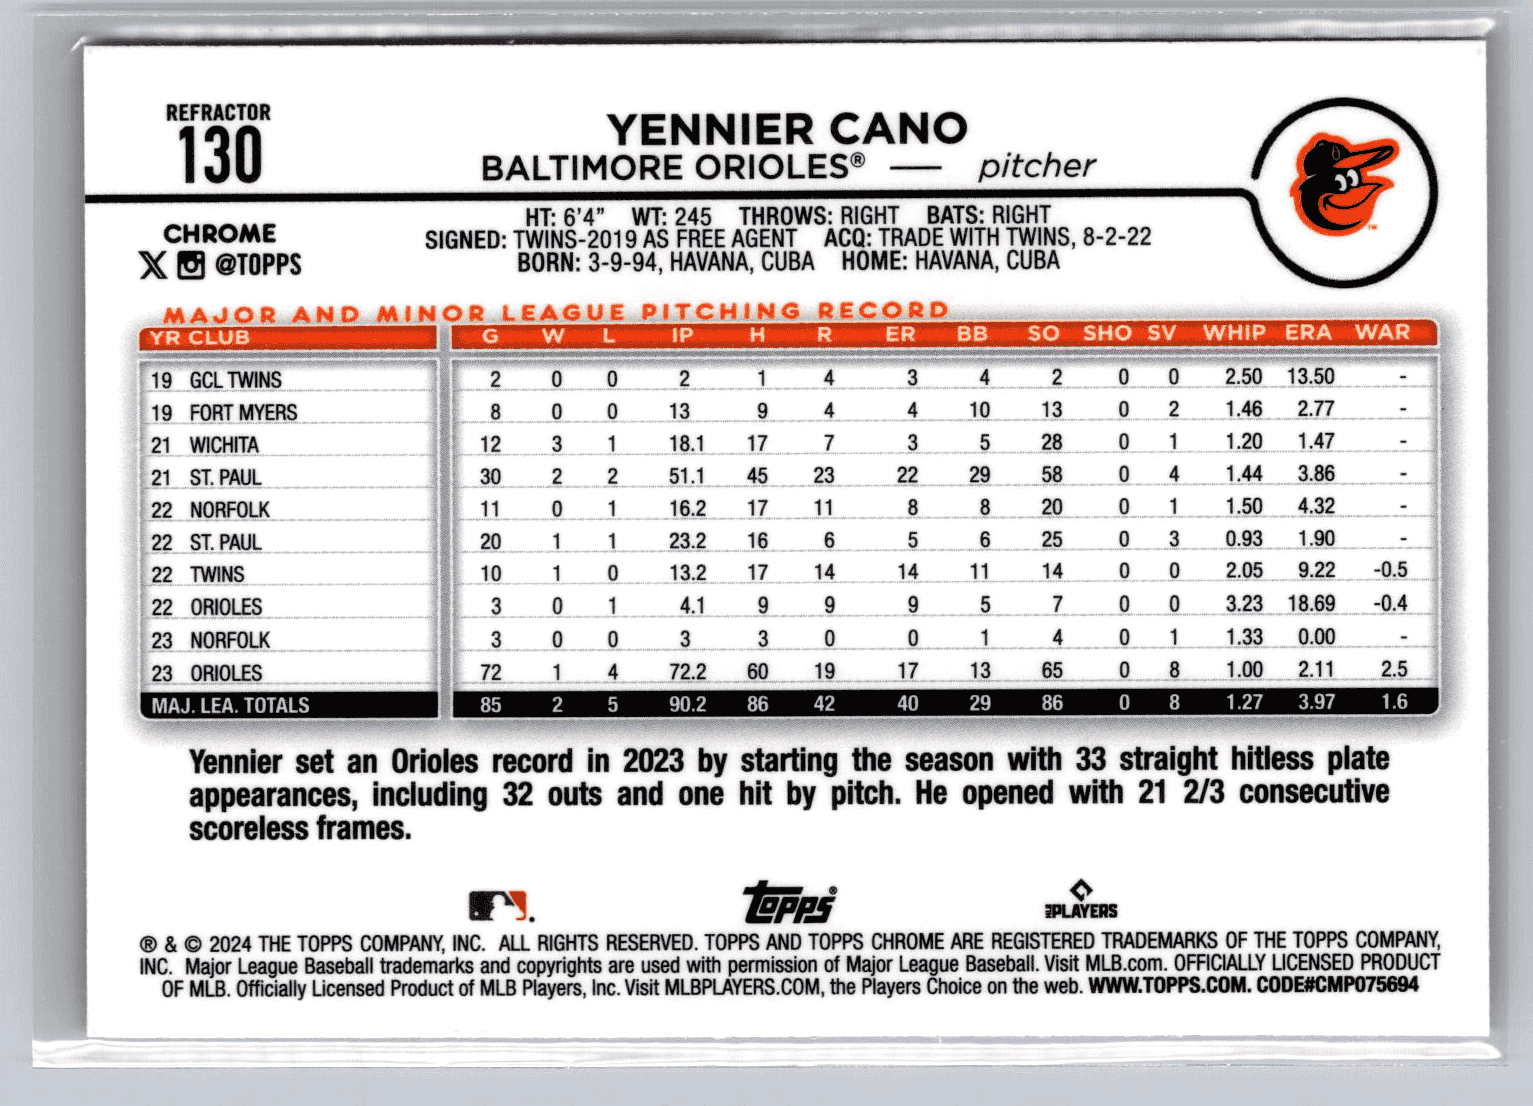 REFRACTOR
130
YENNIER CANO
BALTIMORE ORIOLES® — pitcher
CHROME
@TOPPS
HT: 6'4" WT: 245 THROWS: RIGHT BATS: RIGHT
SIGNED: TWINS-2019 AS FREE AGENT ACQ: TRADE WITH TWINS, 8-2-22
BORN: 3-9-94, HAVANA, CUBA HOME: HAVANA, CUBA
MAJOR AND MINOR LEAGUE PITCHING RECORD
YR CLUB G W L IP H R ER BB SO SHO SV WHIP ERA WAR
19 GCL TWINS 2 0 0 2 1 4 3 4 2 0 0 2.50 13.50 -
19 FORT MYERS 8 0 0 13 9 4 4 10 13 0 2 1.46 2.77 -
21 WICHITA 12 3 1 18.1 17 7 3 5 28 0 1 1.20 1.47 -
21 ST. PAUL 30 2 2 51.1 45 23 22 29 58 0 4 1.44 3.86 -
22 NORFOLK 11 0 1 16.2 17 11 8 8 20 0 1 1.50 4.32 -
22 ST. PAUL 20 1 1 23.2 16 6 5 6 25 0 3 0.93 1.90 -
22 TWINS 10 1 0 13.2 17 14 14 11 14 0 0 2.05 9.22 -0.5
22 ORIOLES 3 0 1 4.1 9 9 9 5 7 0 0 3.23 18.69 -0.4
23 NORFOLK 3 0 0 3 3 0 0 1 4 0 1 1.33 0.00 -
23 ORIOLES 72 1 4 72.2 60 19 17 13 65 0 8 1.00 2.11 2.5
MAJ. LEA. TOTALS 85 2 5 90.2 86 42 40 29 86 0 8 1.27 3.97 1.6
Yennier set an Orioles record in 2023 by starting the season with 33 straight hitless plate
appearances, including 32 outs and one hit by pitch. He opened with 21 2/3 consecutive
scoreless frames.
Topps®
MLB PLAYERS
® & © 2024 THE TOPPS COMPANY, INC. ALL RIGHTS RESERVED. TOPPS AND TOPPS CHROME ARE REGISTERED TRADEMARKS OF THE TOPPS COMPANY,
INC. Major League Baseball trademarks and copyrights are used with permission of Major League Baseball. Visit MLB.com. OFFICIALLY LICENSED PRODUCT
OF MLB. Officially Licensed Product of MLB Players, Inc. Visit MLBPLAYERS.COM, the Players Choice on the web. WWW.TOPPS.COM. CODE#CMP075694